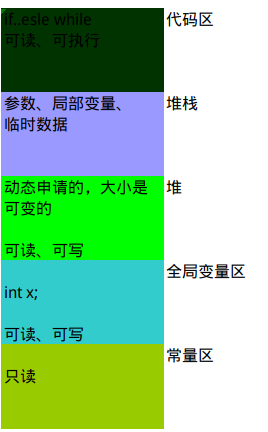 if..esle while
可读、可执行
代码区
参数、局部变量、
临时数据
堆栈
动态申请的，大小是
可变的
可读、可写
堆
全局变量区
int x;
可读、可写
常量区
只读